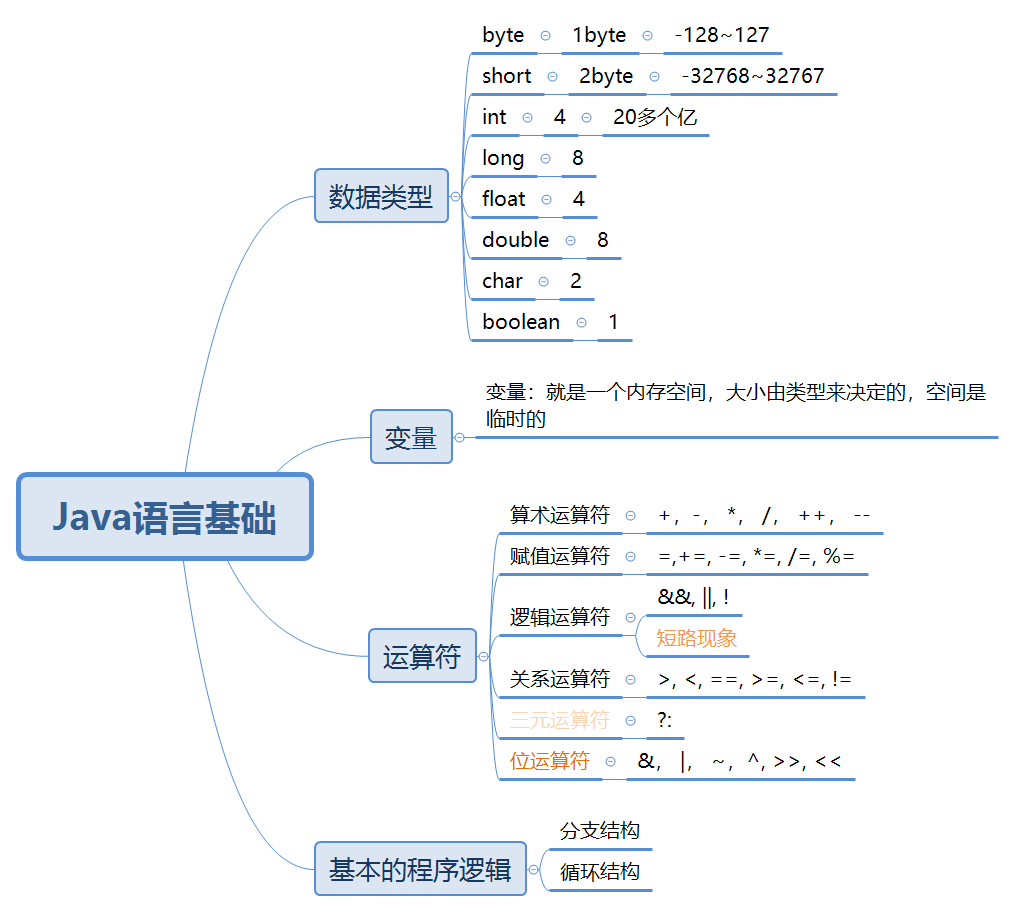 Java语言基础
数据类型
byte 1byte -128~127
short 2byte -32768~32767
int 4 20多个亿
long 8
float 4
double 8
char 2
boolean 1
变量
变量：就是一个内存空间，大小由类型来决定的，空间是
临时的
运算符
算术运算符 +，-， *， /， ++， --
赋值运算符 =,+=, -=, *=, /=, %=
逻辑运算符
&&, ||, !
短路现象
关系运算符 >, <, ==, >=, <=, !=
三元运算符 ?:
位运算符 &， |， ~，^, >>, <<
基本的程序逻辑
分支结构
循环结构